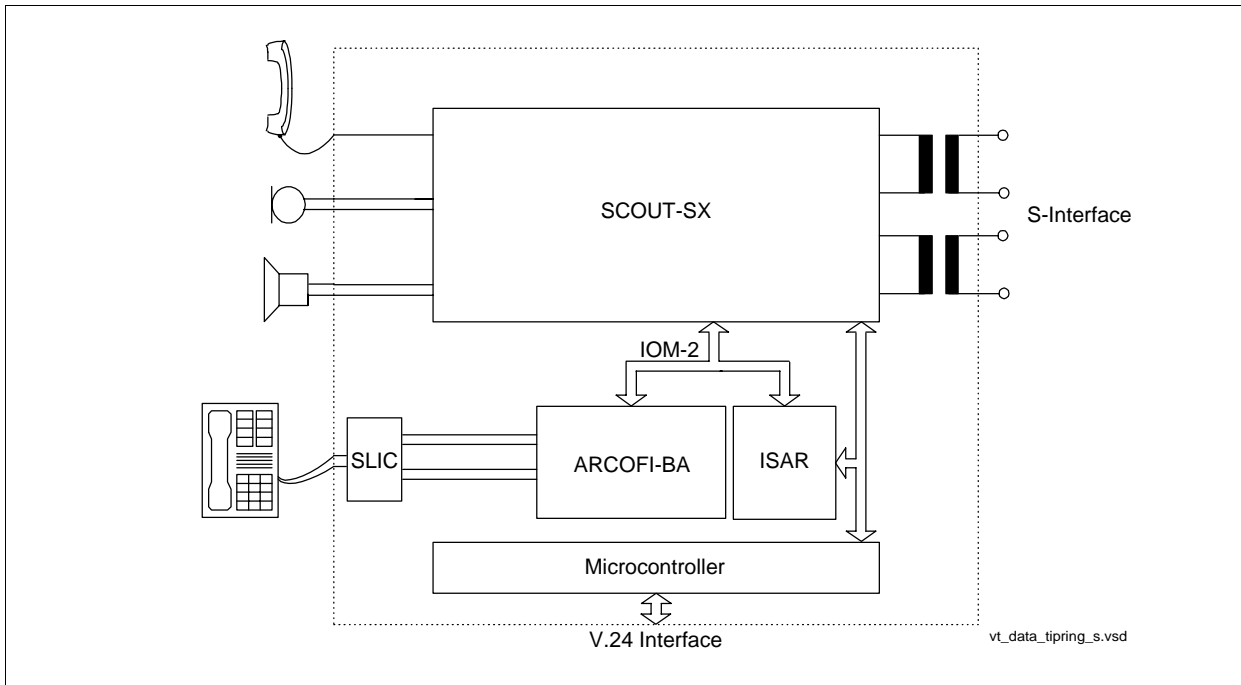 SCOUT-SX
S-Interface
IOM-2
SLIC
ARCOFI-BA
ISAR
Microcontroller
V.24 Interface
vt_data_tipring_s.vsd